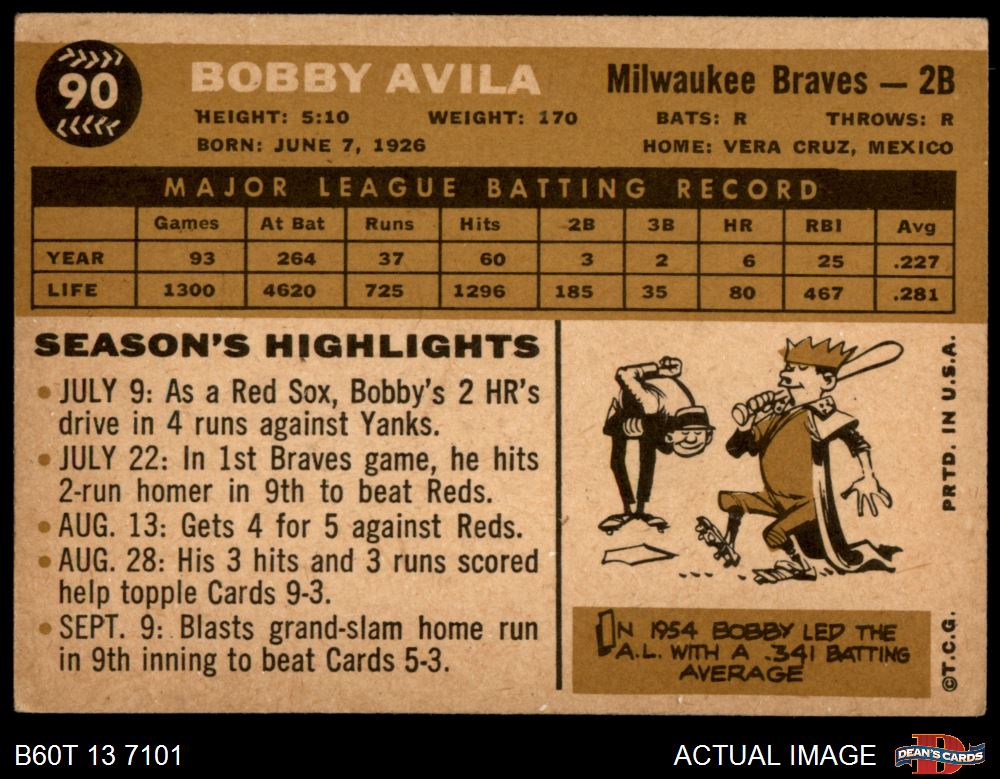 90
BOBBY AVILA
Milwaukee Braves — 2B
HEIGHT: 5:10 WEIGHT: 170 BATS: R THROWS: R
BORN: JUNE 7, 1926 HOME: VERA CRUZ, MEXICO
MAJOR LEAGUE BATTING RECORD
Games At Bat Runs Hits 2B 3B HR RBI Avg
YEAR 93 264 37 60 3 2 6 25 .227
LIFE 1300 4620 725 1296 185 35 80 467 .281
SEASON'S HIGHLIGHTS
• JULY 9: As a Red Sox, Bobby's 2 HR's
drive in 4 runs against Yanks.
• JULY 22: In 1st Braves game, he hits
2-run homer in 9th to beat Reds.
• AUG. 13: Gets 4 for 5 against Reds.
• AUG. 28: His 3 hits and 3 runs scored
help topple Cards 9-3.
• SEPT. 9: Blasts grand-slam home run
in 9th inning to beat Cards 5-3.
IN 1954 BOBBY LED THE
A.L. WITH A .341 BATTING
AVERAGE
©T.C.G. PRTD. IN U.S.A.
B60T 13 7101
ACTUAL IMAGE
D
DEAN'S CARDS